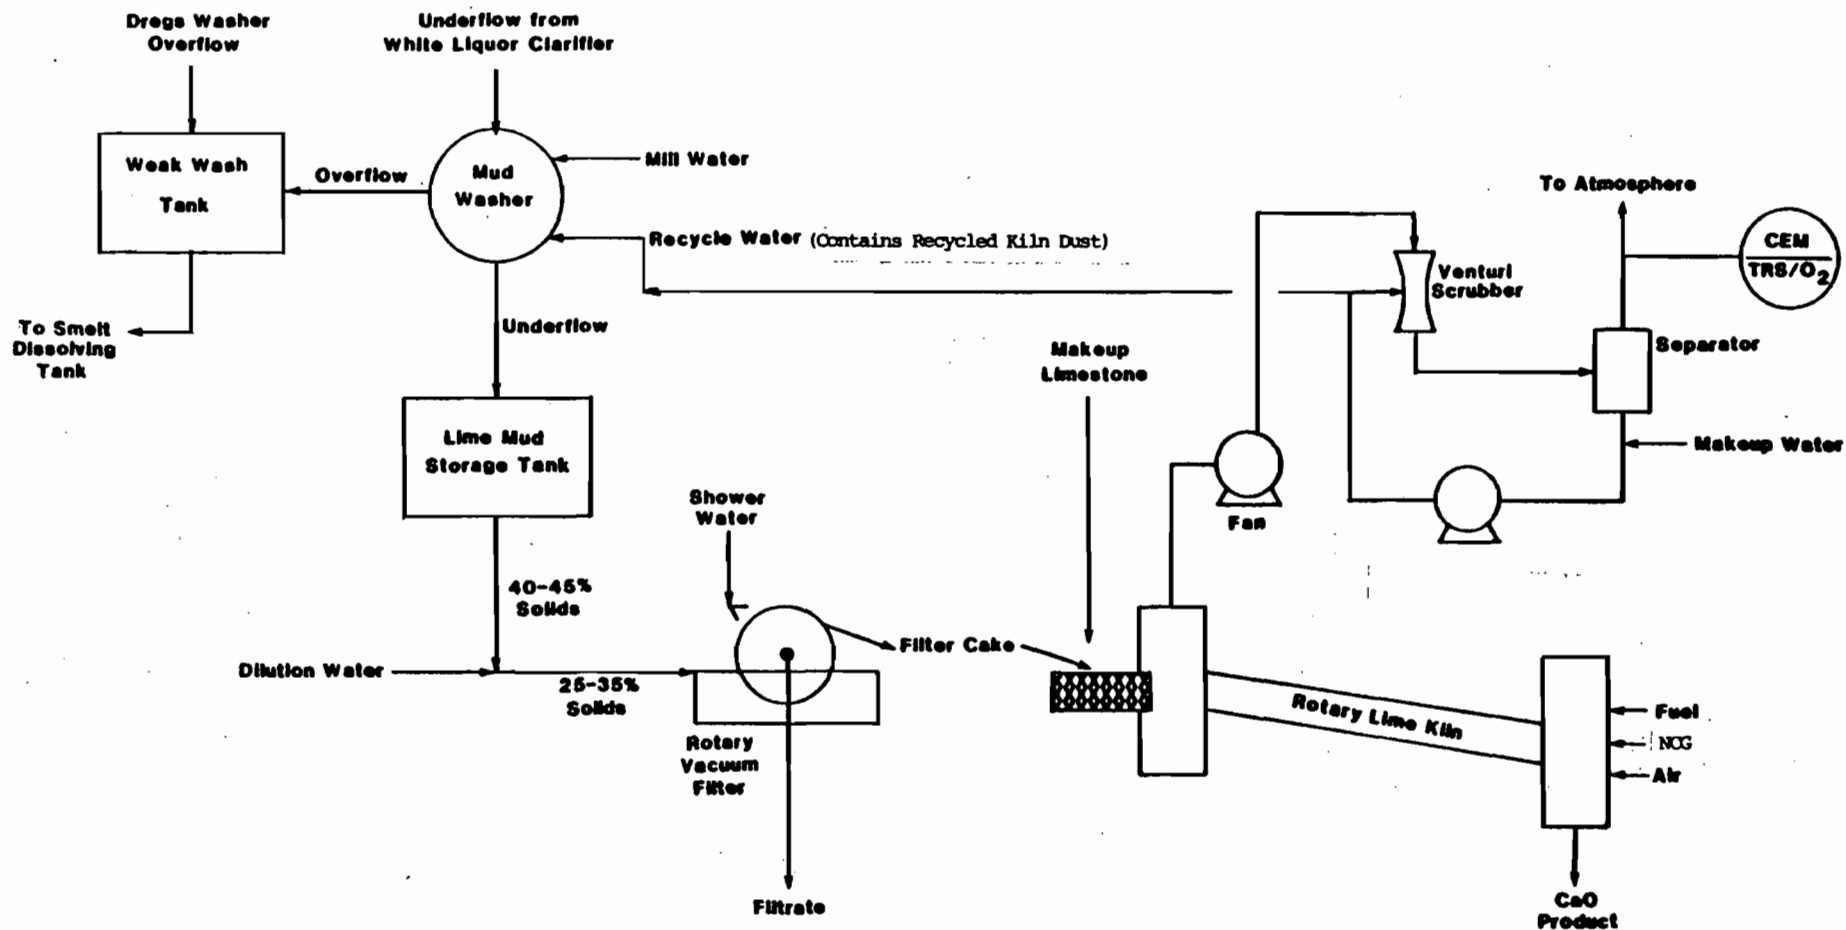 Dregs Washer
Overflow
Underflow from
White Liquor Clarifier
Weak Wash
Tank
Overflow
Mud
Washer
Mill Water
Recycle Water (Contains Recycled Kiln Dust)
To Smelt
Dissolving
Tank
Underflow
Lime Mud
Storage Tank
40-45%
Solids
Dilution Water
25-35%
Solids
Shower
Water
Rotary
Vacuum
Filter
Filtrate
Filter Cake
Makeup
Limestone
Fan
Venturi
Scrubber
To Atmosphere
CEM
TRS/O₂
Separator
Makeup Water
Rotary Lime Kiln
Fuel
NCG
Air
CaO
Product